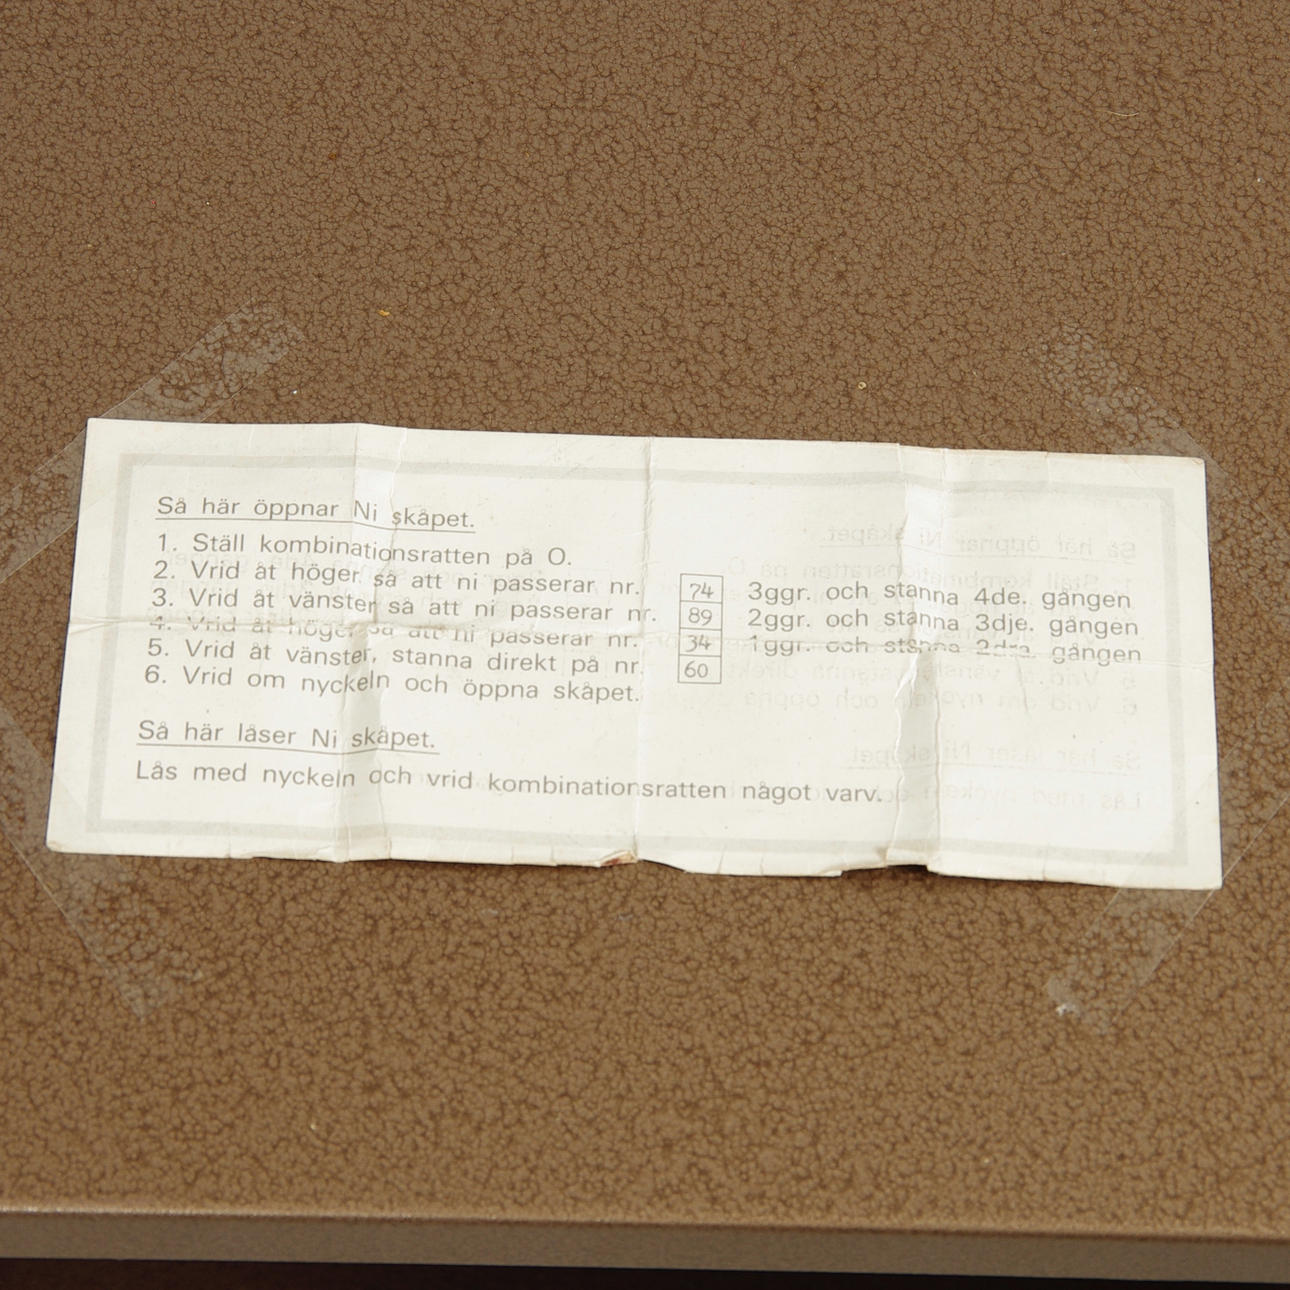 Så här öppnar Ni skåpet.
1. Ställ kombinationsratten på O.
2. Vrid åt höger så att ni passerar nr. 74 3ggr. och stanna 4de. gången
3. Vrid åt vänster så att ni passerar nr. 89 2ggr. och stanna 3dje. gången
4. Vrid åt höger så att ni passerar nr. 34 1ggr. och stanna 2dra. gången
5. Vrid åt vänster, stanna direkt på nr. 60
6. Vrid om nyckeln och öppna skåpet.
Så här låser Ni skåpet.
Lås med nyckeln och vrid kombinationsratten något varv.